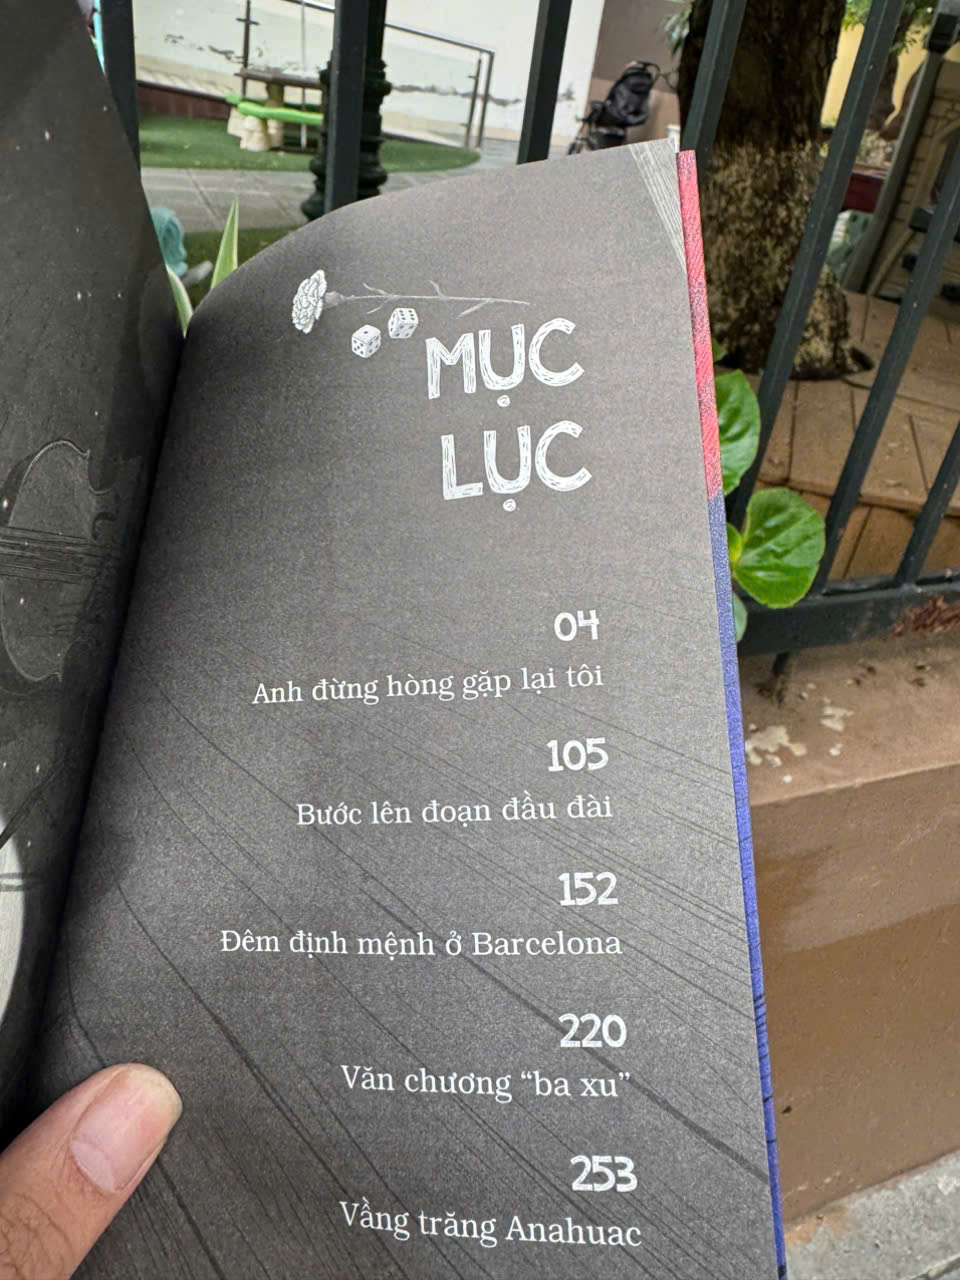 MỤC
LỤC
04
Anh đừng hòng gặp lại tôi
105
Bước lên đoạn đầu đài
152
Đêm định mệnh ở Barcelona
220
Văn chương “ba xu”
253
Vầng trăng Anahuac